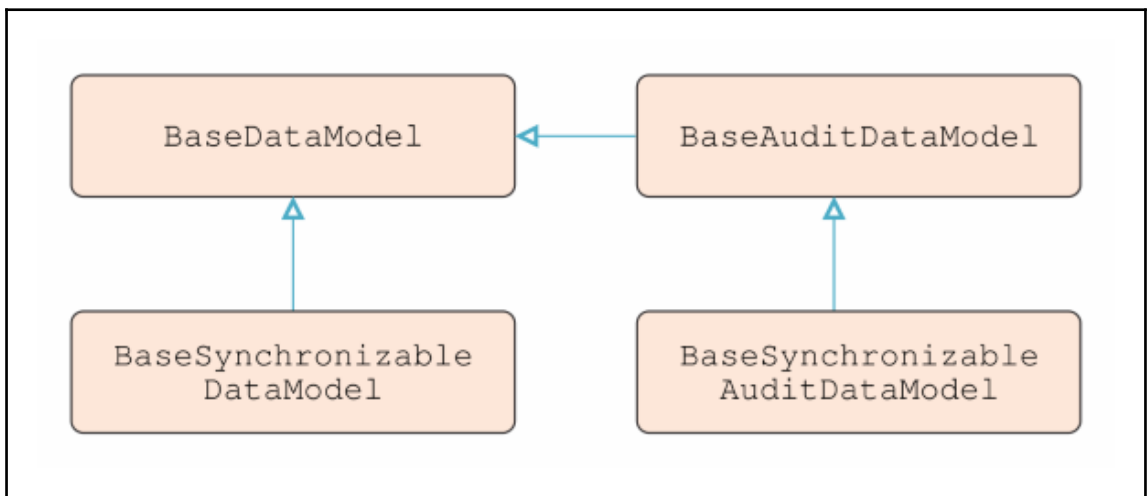 BaseDataModel
BaseAuditDataModel
BaseSynchronizable
DataModel
BaseSynchronizable
AuditDataModel